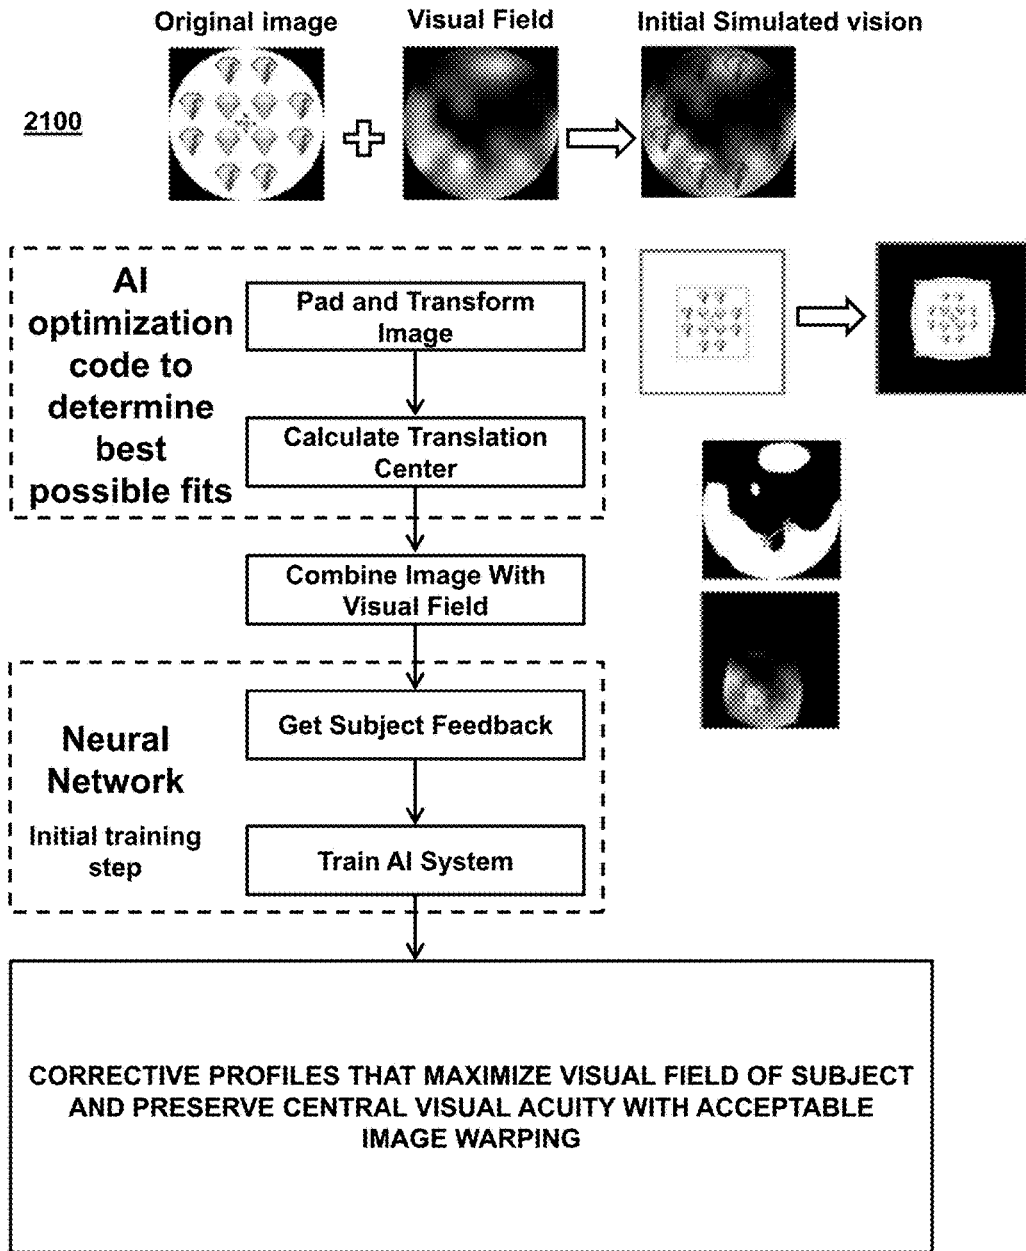 Original image
Visual Field
Initial Simulated vision
2100
AI
optimization
code to
determine
best
possible fits
Pad and Transform
Image
Calculate Translation
Center
Combine Image With
Visual Field
Neural
Network
Initial training
step
Get Subject Feedback
Train AI System
CORRECTIVE PROFILES THAT MAXIMIZE VISUAL FIELD OF SUBJECT
AND PRESERVE CENTRAL VISUAL ACUITY WITH ACCEPTABLE
IMAGE WARPING